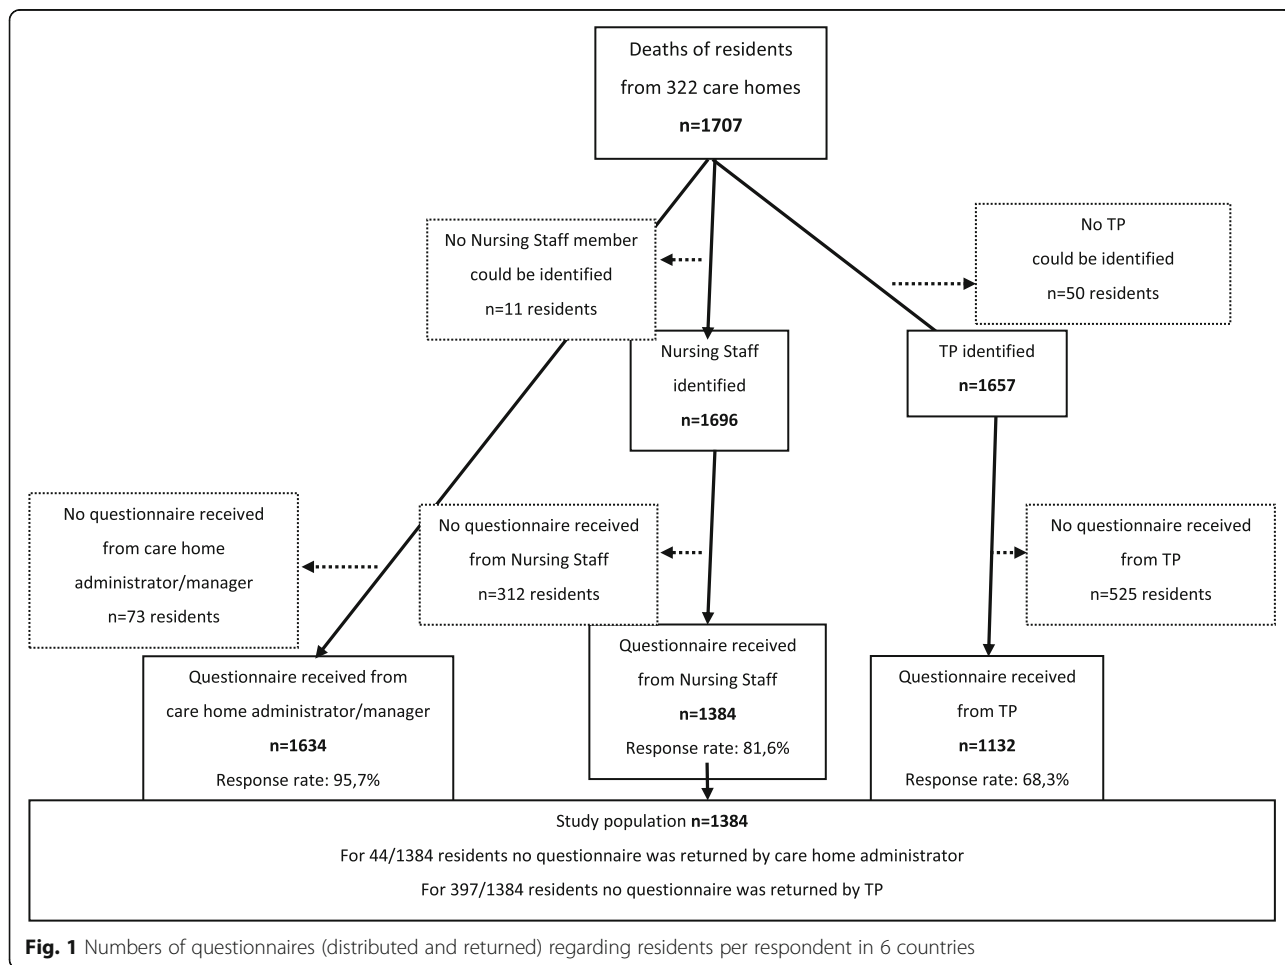 Deaths of residents
from 322 care homes
n=1707
No Nursing Staff member
could be identified
n=11 residents
No TP
could be identified
n=50 residents
Nursing Staff
identified
n=1696
TP identified
n=1657
No questionnaire received
from care home
administrator/manager
n=73 residents
No questionnaire received
from Nursing Staff
n=312 residents
No questionnaire received
from TP
n=525 residents
Questionnaire received from
care home administrator/manager
n=1634
Response rate: 95,7%
Questionnaire received
from Nursing Staff
n=1384
Response rate: 81,6%
Questionnaire received
from TP
n=1132
Response rate: 68,3%
Study population n=1384
For 44/1384 residents no questionnaire was returned by care home administrator
For 397/1384 residents no questionnaire was returned by TP
Fig. 1 Numbers of questionnaires (distributed and returned) regarding residents per respondent in 6 countries